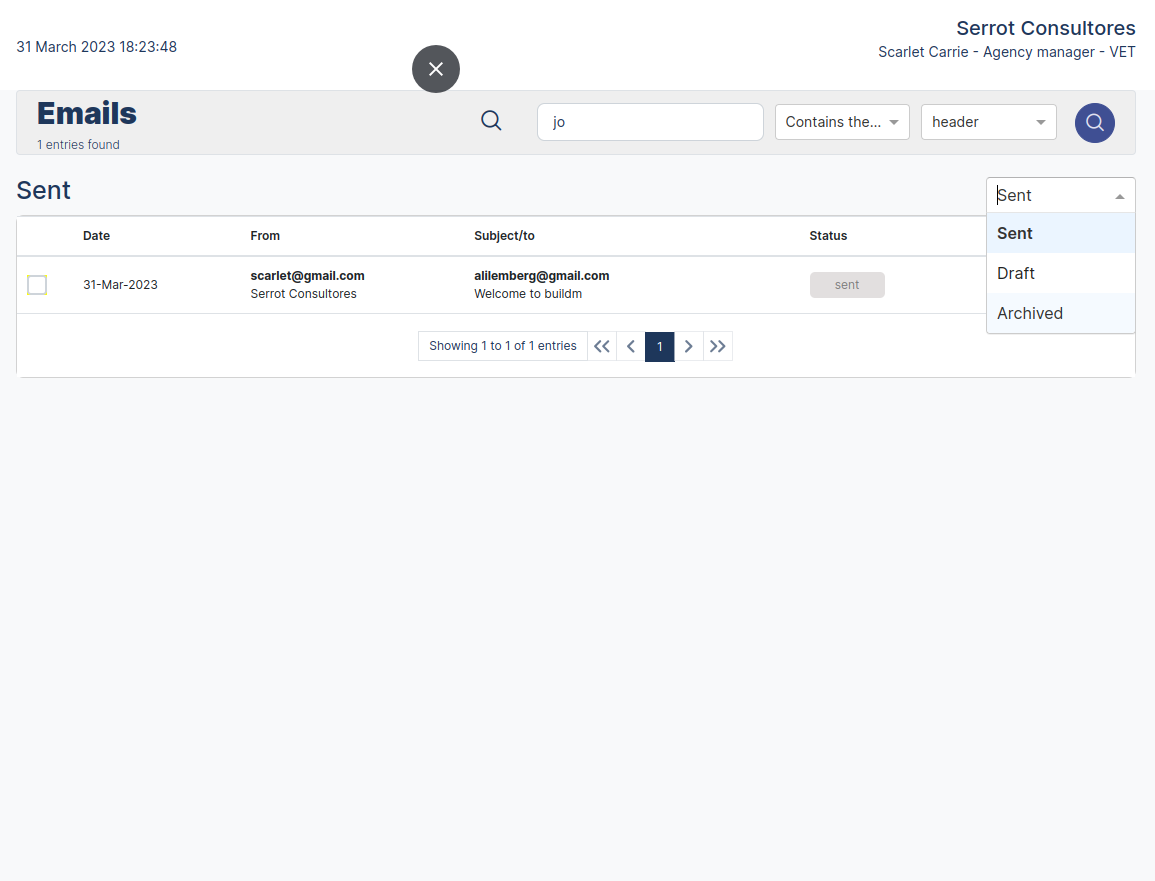 Serrot Consultores
31 March 2023 18:23:48
Scarlet Carrie - Agency manager - VET
Emails
1 entries found
jo
Contains the...
header
Sent
Sent
Sent
Draft
Archived
Date From Subject/to Status
31-Mar-2023
scarlet@gmail.com
Serrot Consultores
alilemberg@gmail.com
Welcome to buildm
sent
Showing 1 to 1 of 1 entries
1